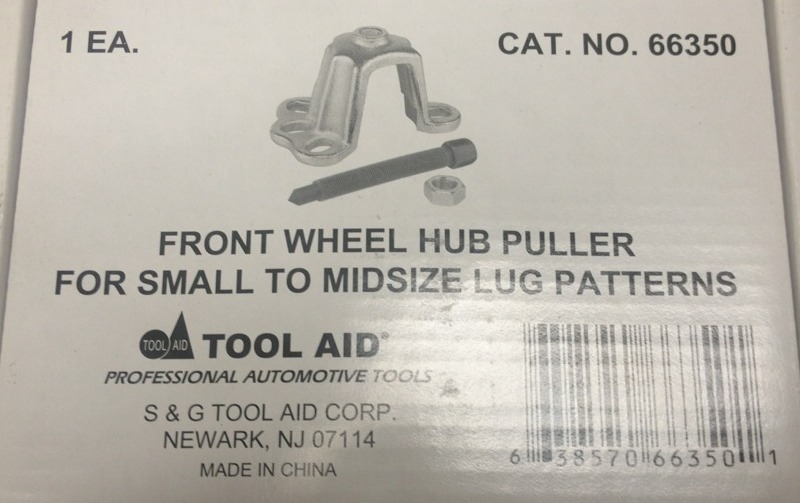 1 EA.
CAT. NO. 66350
FRONT WHEEL HUB PULLER
FOR SMALL TO MIDSIZE LUG PATTERNS
TOOL AID TOOL AID®
PROFESSIONAL AUTOMOTIVE TOOLS
S & G TOOL AID CORP.
NEWARK, NJ 07114
MADE IN CHINA
6 38570 66350 1